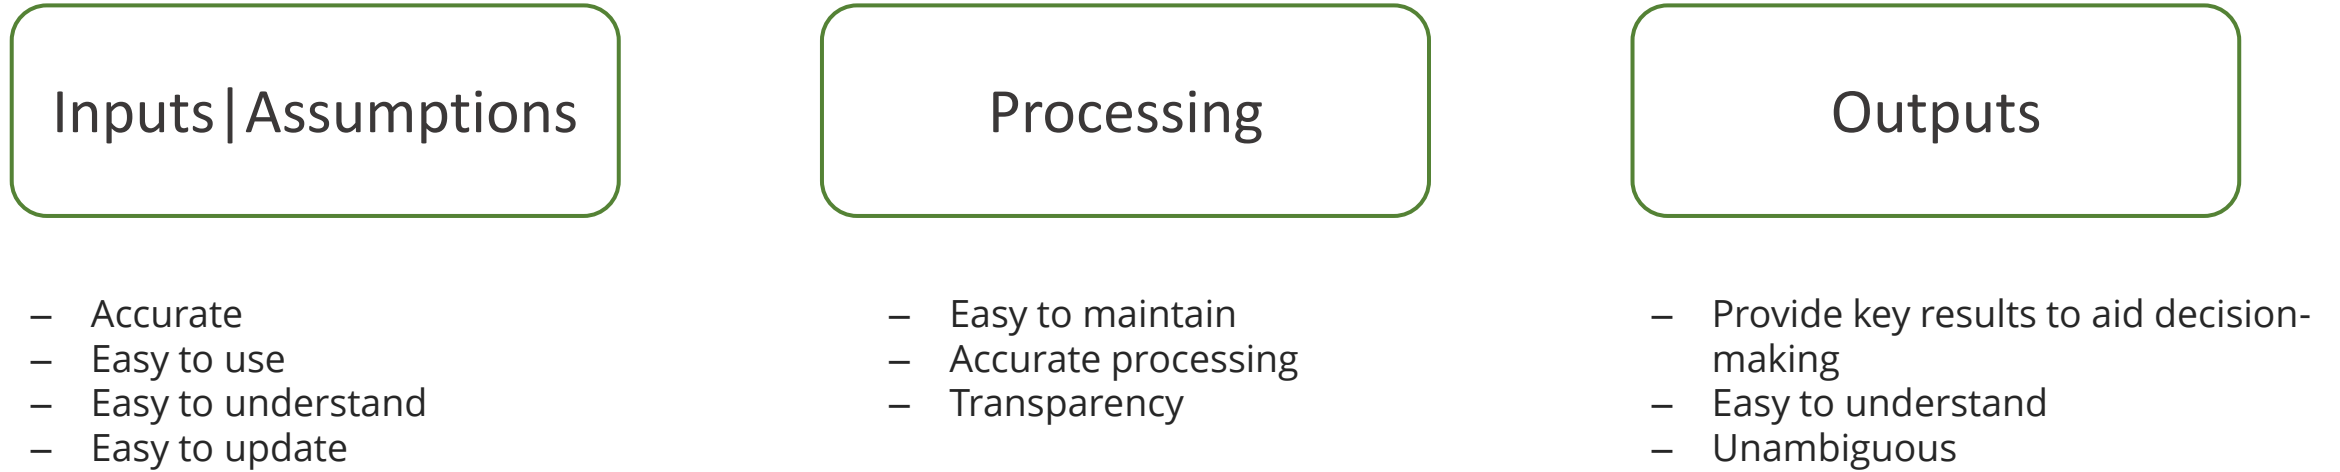 Inputs|Assumptions
– Accurate
– Easy to use
– Easy to understand
– Easy to update
Processing
– Easy to maintain
– Accurate processing
– Transparency
Outputs
– Provide key results to aid decision-
making
– Easy to understand
– Unambiguous